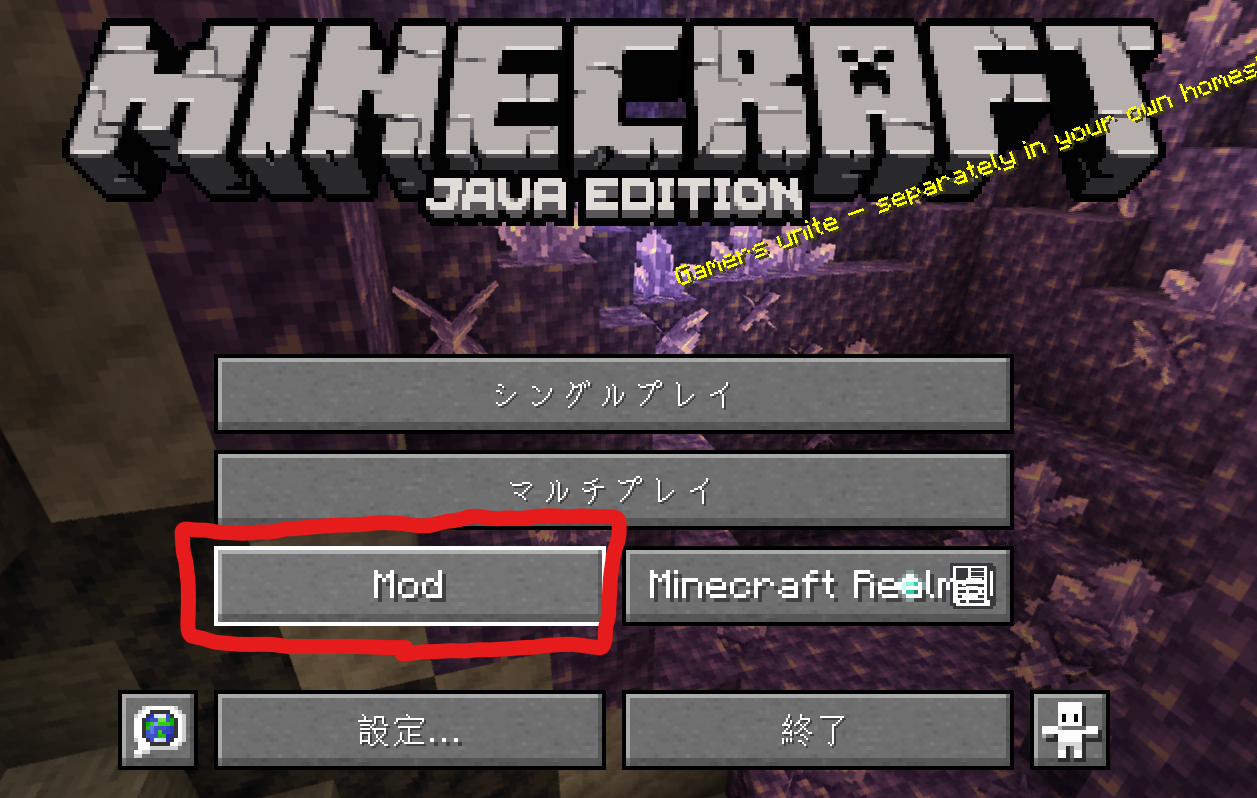 MINECRAFT
JAVA EDITION
Gamers unite – separately in your own homes!
シングルプレイ
マルチプレイ
Mod
Minecraft Realm
設定...
終了